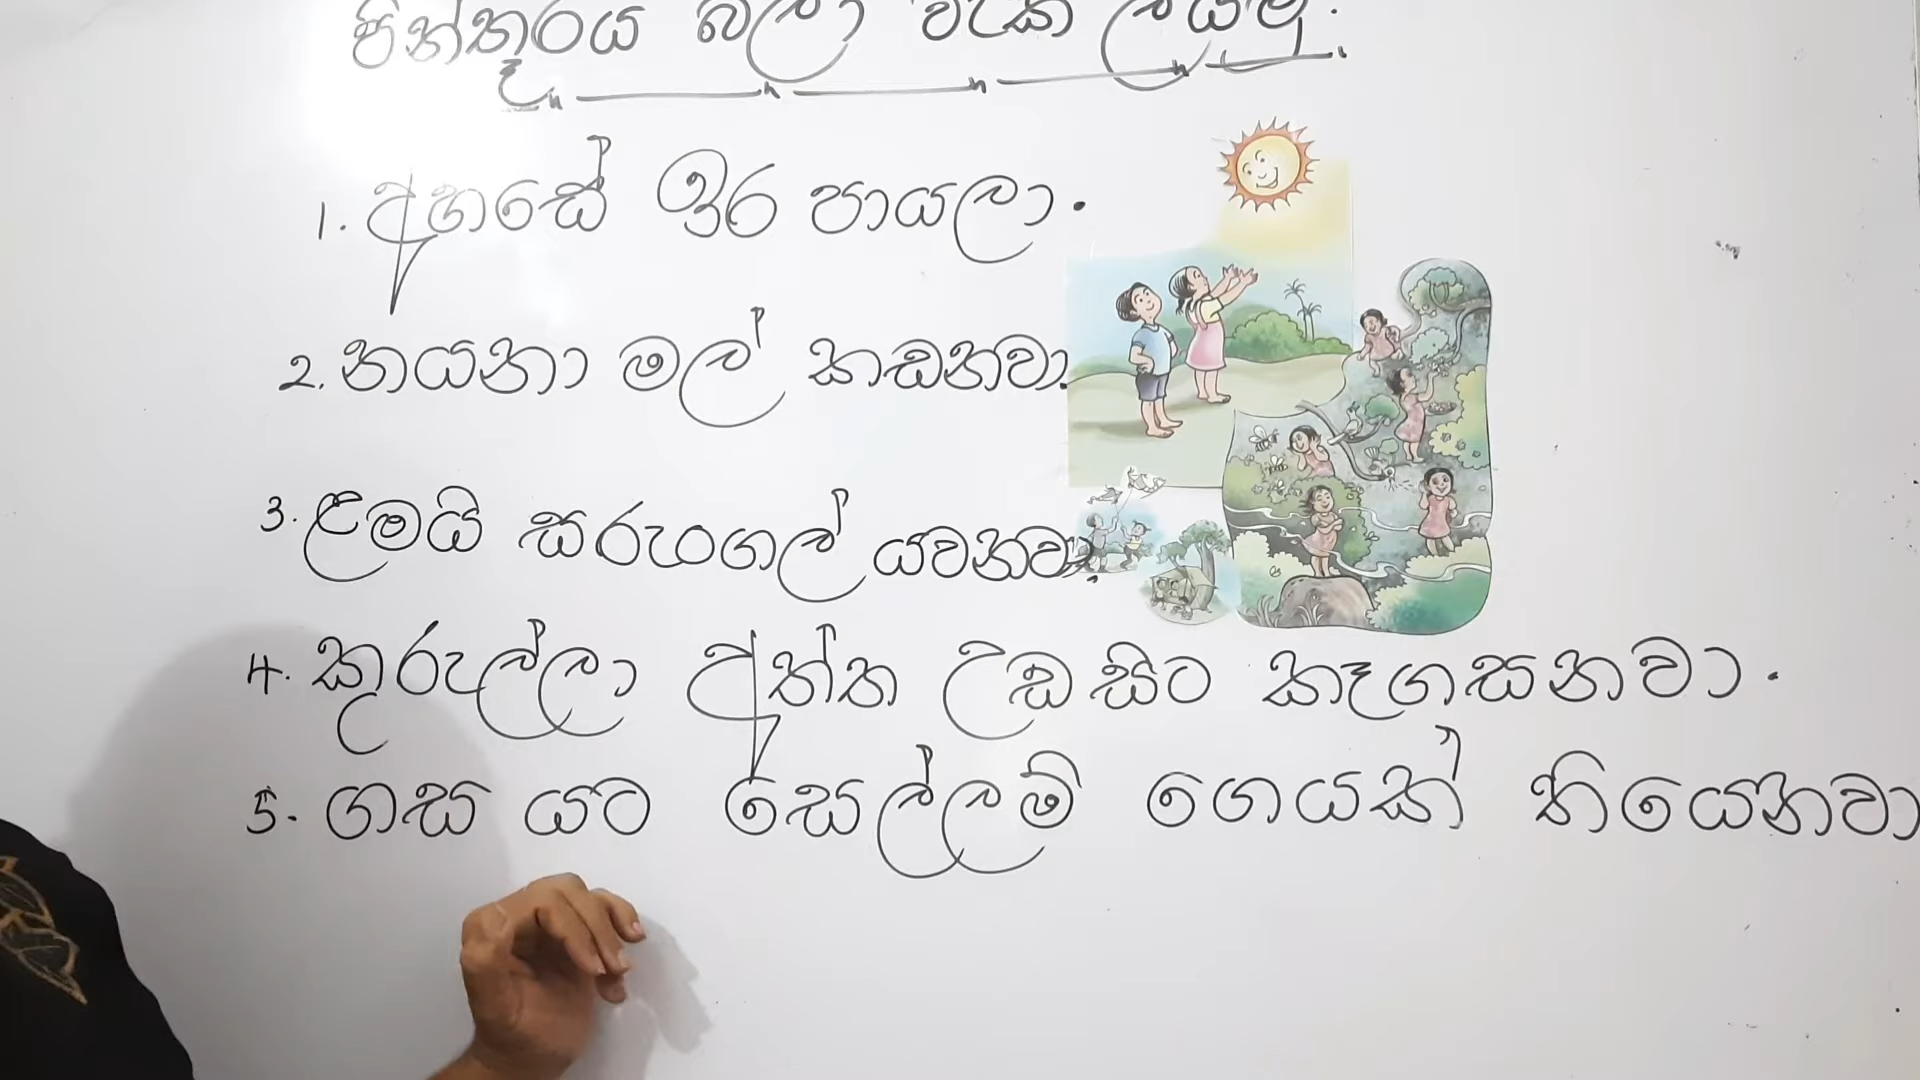 පින්තූරය බලා වැකි ලියමු.
1. අහසේ ඉර පායලා.
2. නයනා මල් කඩනවා.
3. ළමයි සරුංගල් යවනවා.
4. කුරුල්ලා අත්ත උඩ සිට කෑගසනවා.
5. ගස යට සෙල්ලම් ගෙයක් තියෙනවා